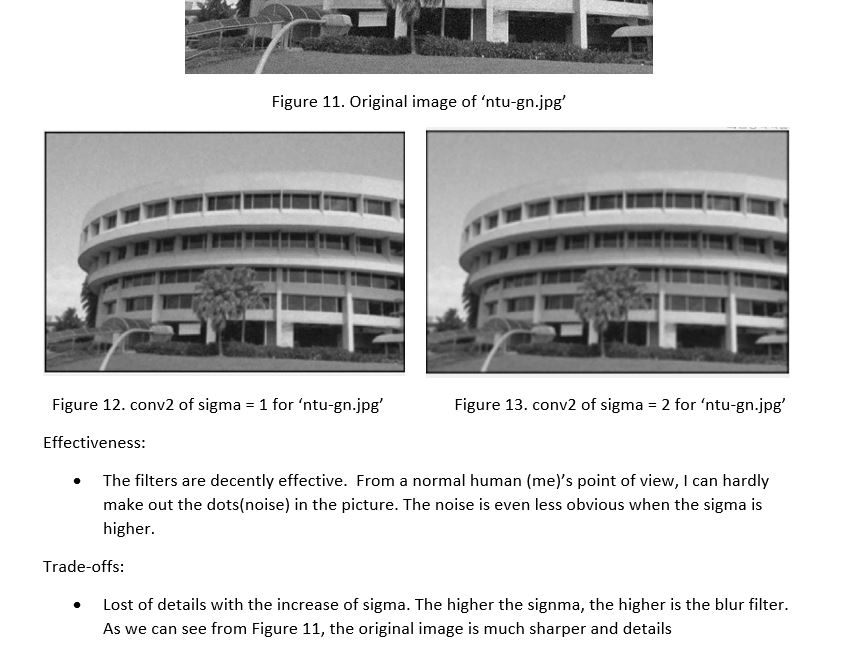 Figure 11. Original image of ‘ntu-gn.jpg’
Figure 12. conv2 of sigma = 1 for ‘ntu-gn.jpg’
Figure 13. conv2 of sigma = 2 for ‘ntu-gn.jpg’
Effectiveness:
• The filters are decently effective.  From a normal human (me)’s point of view, I can hardly
make out the dots(noise) in the picture. The noise is even less obvious when the sigma is
higher.
Trade-offs:
• Lost of details with the increase of sigma. The higher the signma, the higher is the blur filter.
As we can see from Figure 11, the original image is much sharper and details